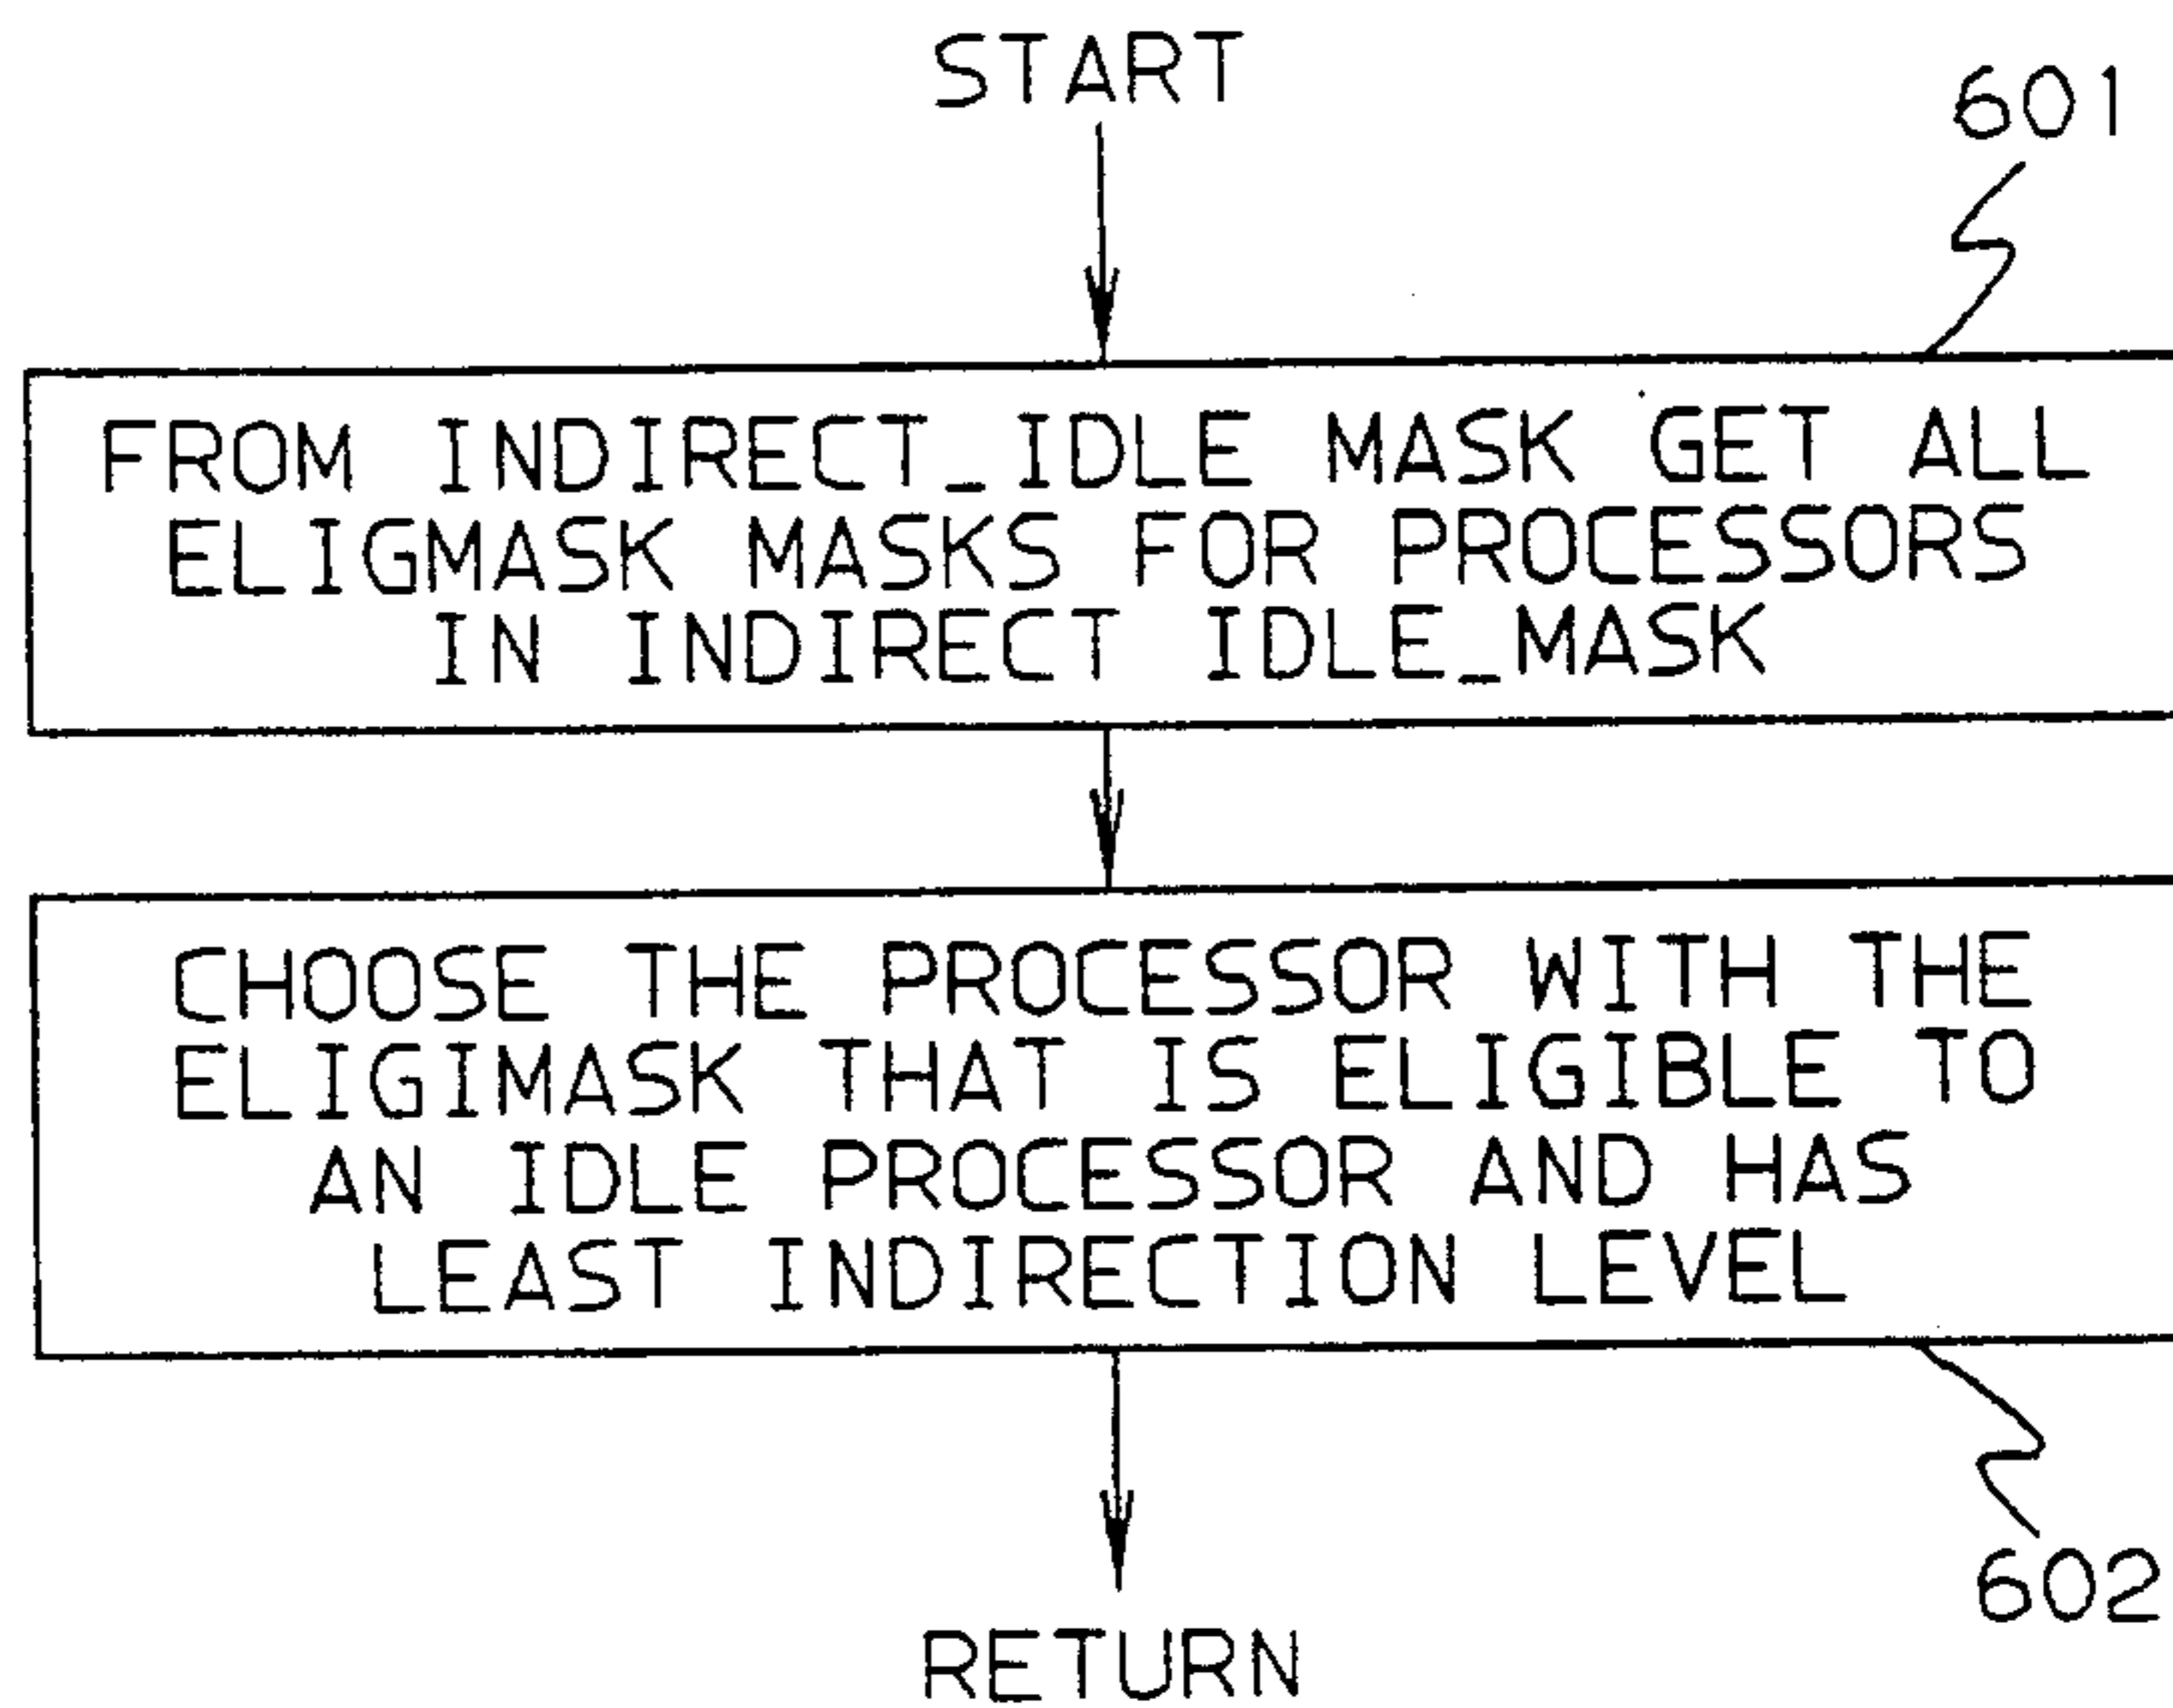 START
601
FROM INDIRECT_IDLE MASK GET ALL
ELIGMASK MASKS FOR PROCESSORS
IN INDIRECT IDLE_MASK
CHOOSE THE PROCESSOR WITH THE
ELIGIMASK THAT IS ELIGIBLE TO
AN IDLE PROCESSOR AND HAS
LEAST INDIRECTION LEVEL
602
RETURN